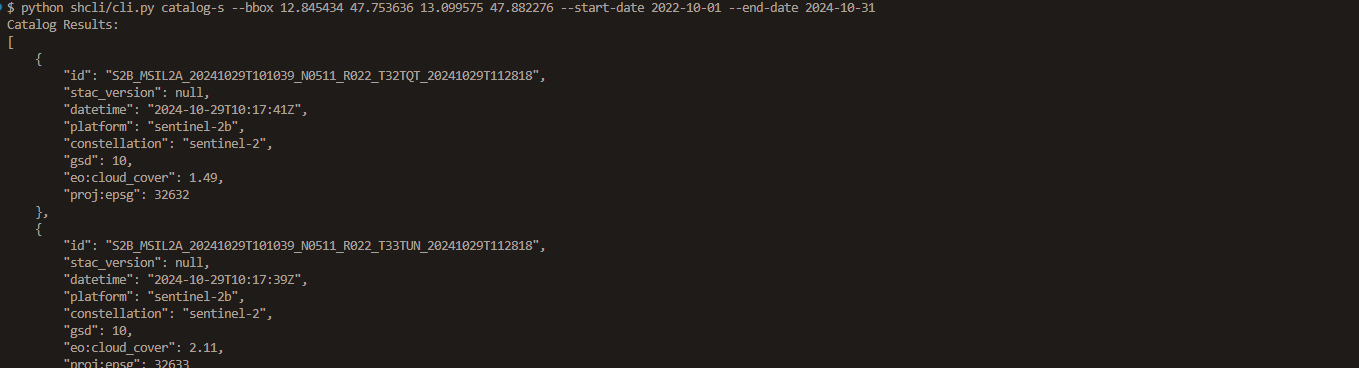 $ python shcli/cli.py catalog-s --bbox 12.845434 47.753636 13.099575 47.882276 --start-date 2022-10-01 --end-date 2024-10-31
Catalog Results:
[
    {
        "id": "S2B_MSIL2A_20241029T101039_N0511_R022_T32TQT_20241029T112818",
        "stac_version": null,
        "datetime": "2024-10-29T10:17:41Z",
        "platform": "sentinel-2b",
        "constellation": "sentinel-2",
        "gsd": 10,
        "eo:cloud_cover": 1.49,
        "proj:epsg": 32632
    },
    {
        "id": "S2B_MSIL2A_20241029T101039_N0511_R022_T33TUN_20241029T112818",
        "stac_version": null,
        "datetime": "2024-10-29T10:17:39Z",
        "platform": "sentinel-2b",
        "constellation": "sentinel-2",
        "gsd": 10,
        "eo:cloud_cover": 2.11,
        "proj:epsg": 32633